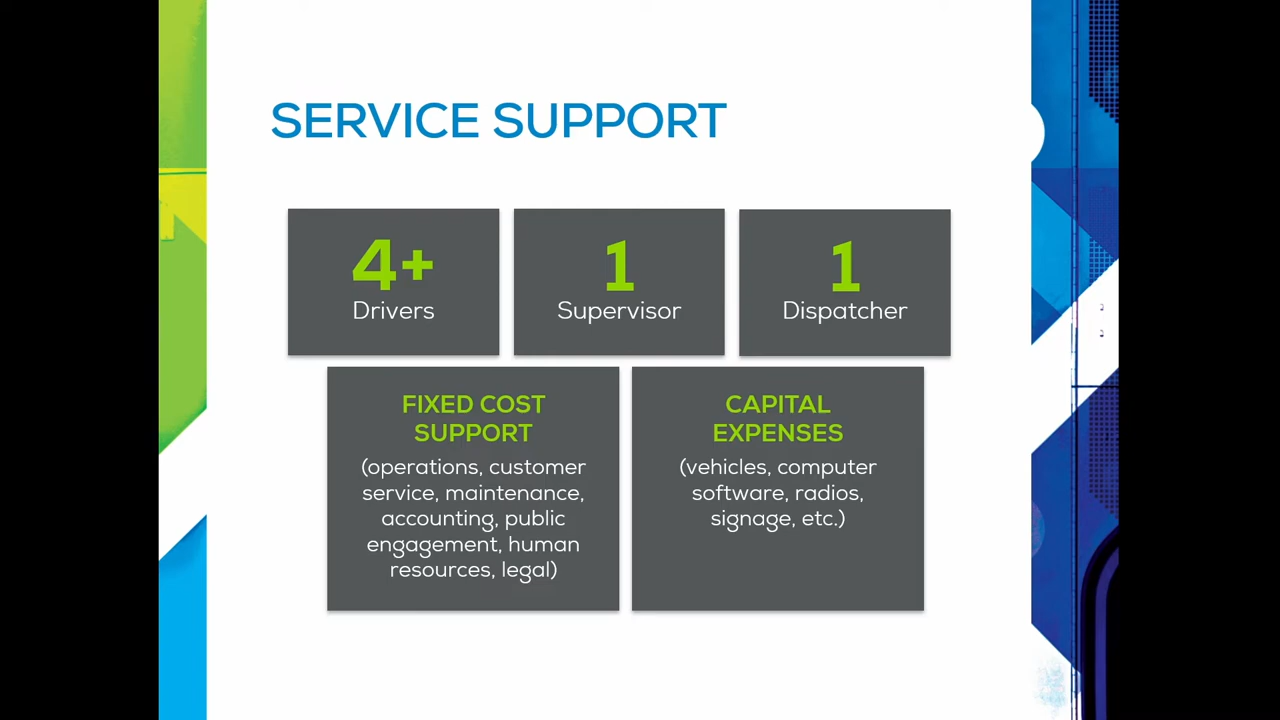 SERVICE SUPPORT
4+
Drivers
1
Supervisor
1
Dispatcher
FIXED COST
SUPPORT
(operations, customer
service, maintenance,
accounting, public
engagement, human
resources, legal)
CAPITAL
EXPENSES
(vehicles, computer
software, radios,
signage, etc.)